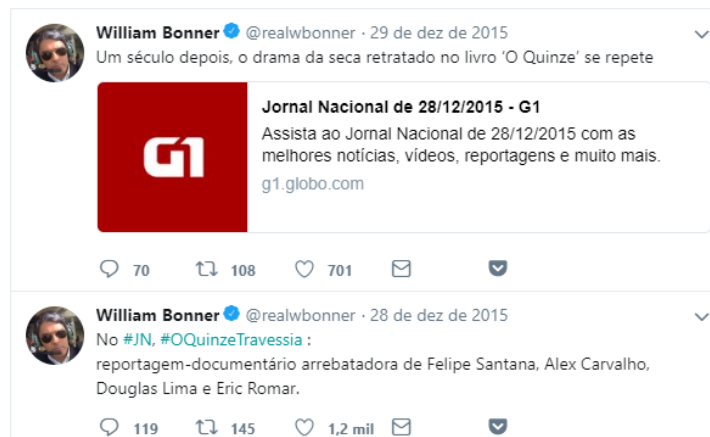 William Bonner @realwbonner · 29 de dez de 2015
Um século depois, o drama da seca retratado no livro ‘O Quinze’ se repete
G1
Jornal Nacional de 28/12/2015 - G1
Assista ao Jornal Nacional de 28/12/2015 com as
melhores notícias, vídeos, reportagens e muito mais.
g1.globo.com
70 108 701
William Bonner @realwbonner · 28 de dez de 2015
No #JN, #OQuinzeTravessia :
reportagem-documentário arrebatadora de Felipe Santana, Alex Carvalho,
Douglas Lima e Eric Romar.
119 145 1,2 mil